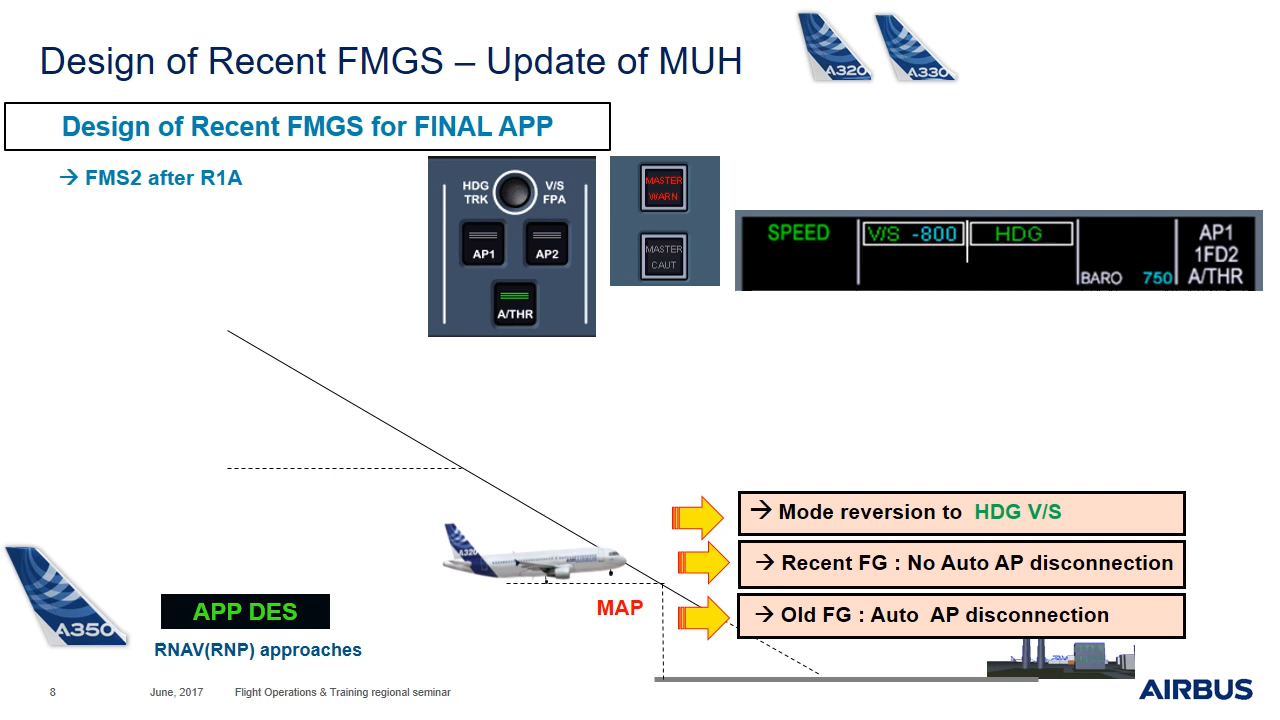 Design of Recent FMGS – Update of MUH
A320
A330
Design of Recent FMGS for FINAL APP
→ FMS2 after R1A
HDG V/S
TRK FPA
AP1 AP2
A/THR
MASTER
WARN
MASTER
CAUT
SPEED V/S -800 HDG AP1
1FD2
BARO 750 A/THR
→ Mode reversion to HDG V/S
→ Recent FG : No Auto AP disconnection
→ Old FG : Auto AP disconnection
A320
MAP
A350
APP DES
RNAV(RNP) approaches
8 June, 2017 Flight Operations & Training regional seminar
AIRBUS